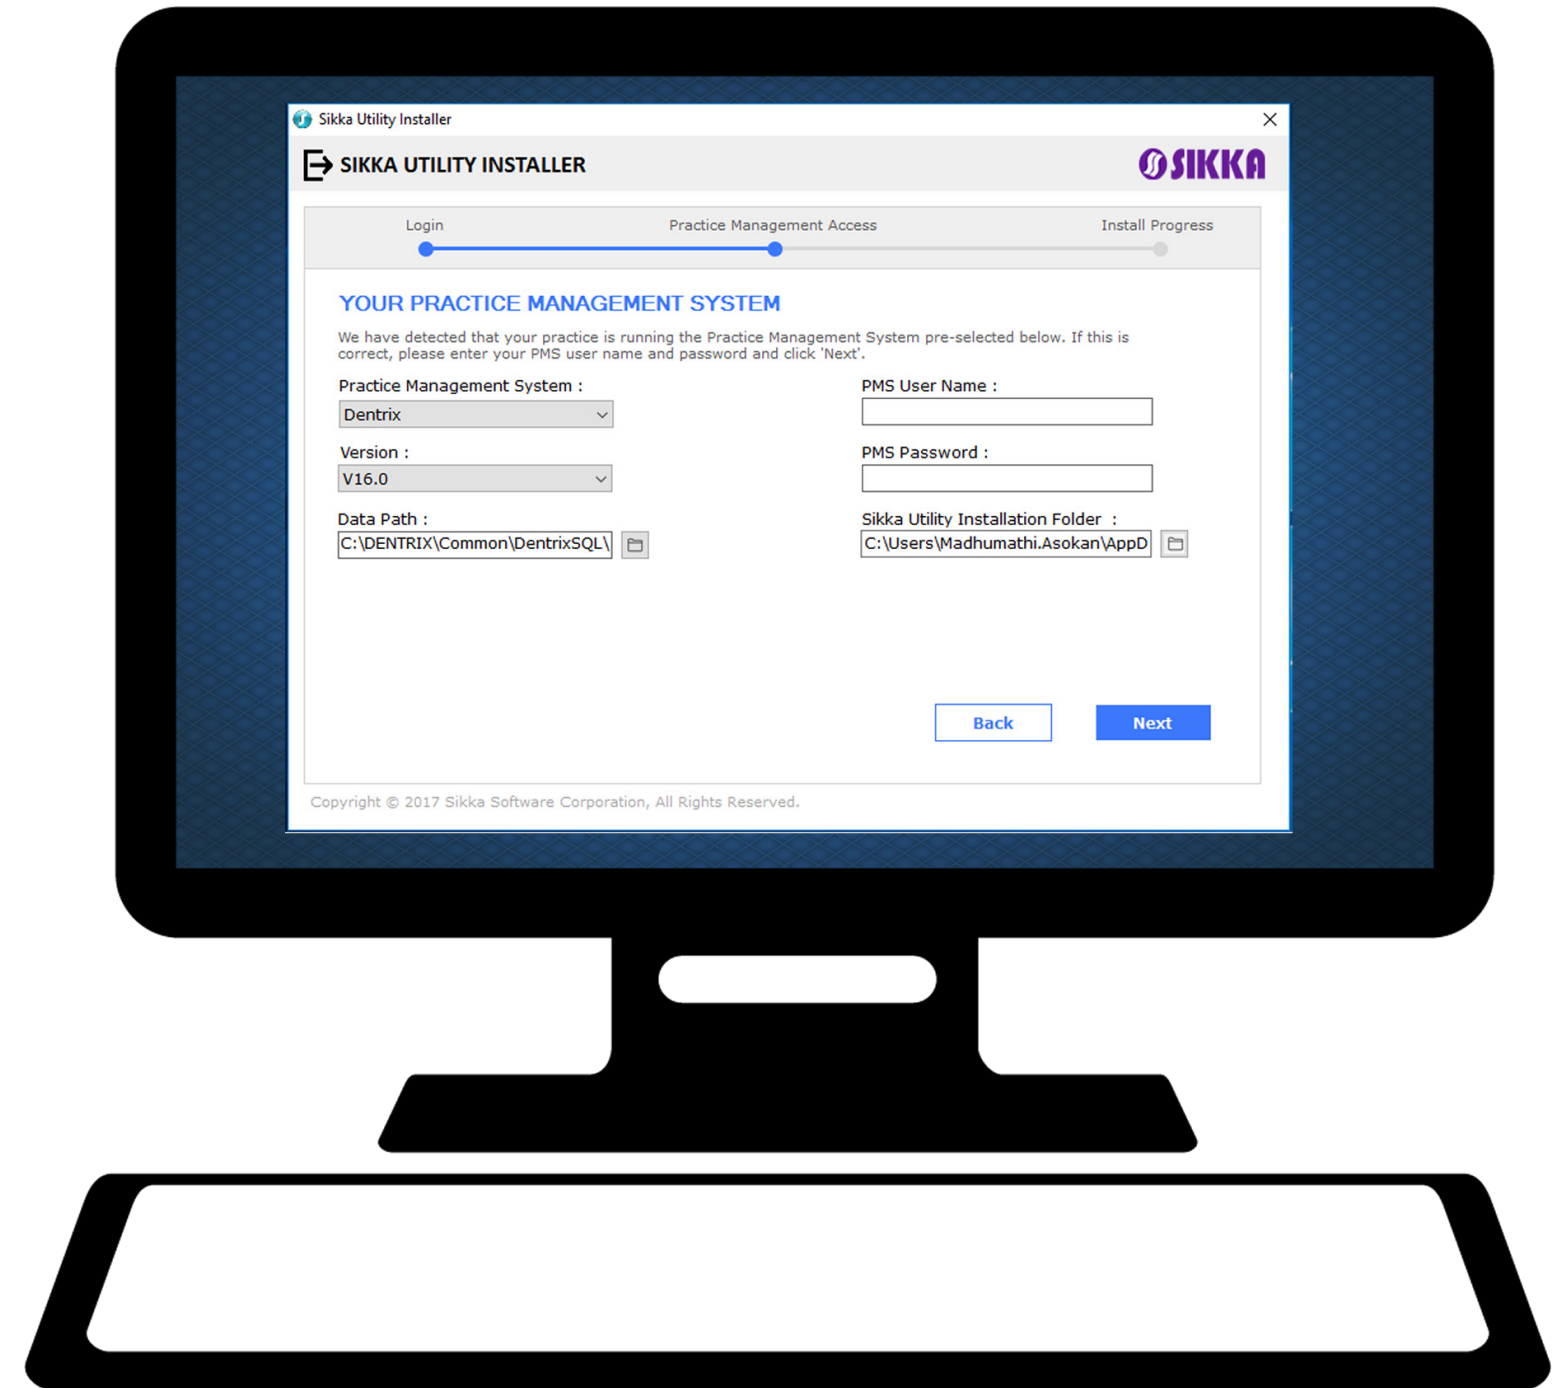 Sikka Utility Installer
SIKKA UTILITY INSTALLER
SIKKA
Login
Practice Management Access
Install Progress
YOUR PRACTICE MANAGEMENT SYSTEM
We have detected that your practice is running the Practice Management System pre-selected below. If this is
correct, please enter your PMS user name and password and click 'Next'.
Practice Management System :
PMS User Name :
Dentrix
Version :
PMS Password :
V16.0
Data Path :
Sikka Utility Installation Folder :
C:\DENTRIX\Common\DentrixSQL\
C:\Users\Madhumathi.Asokan\AppD
Back
Next
Copyright © 2017 Sikka Software Corporation, All Rights Reserved.